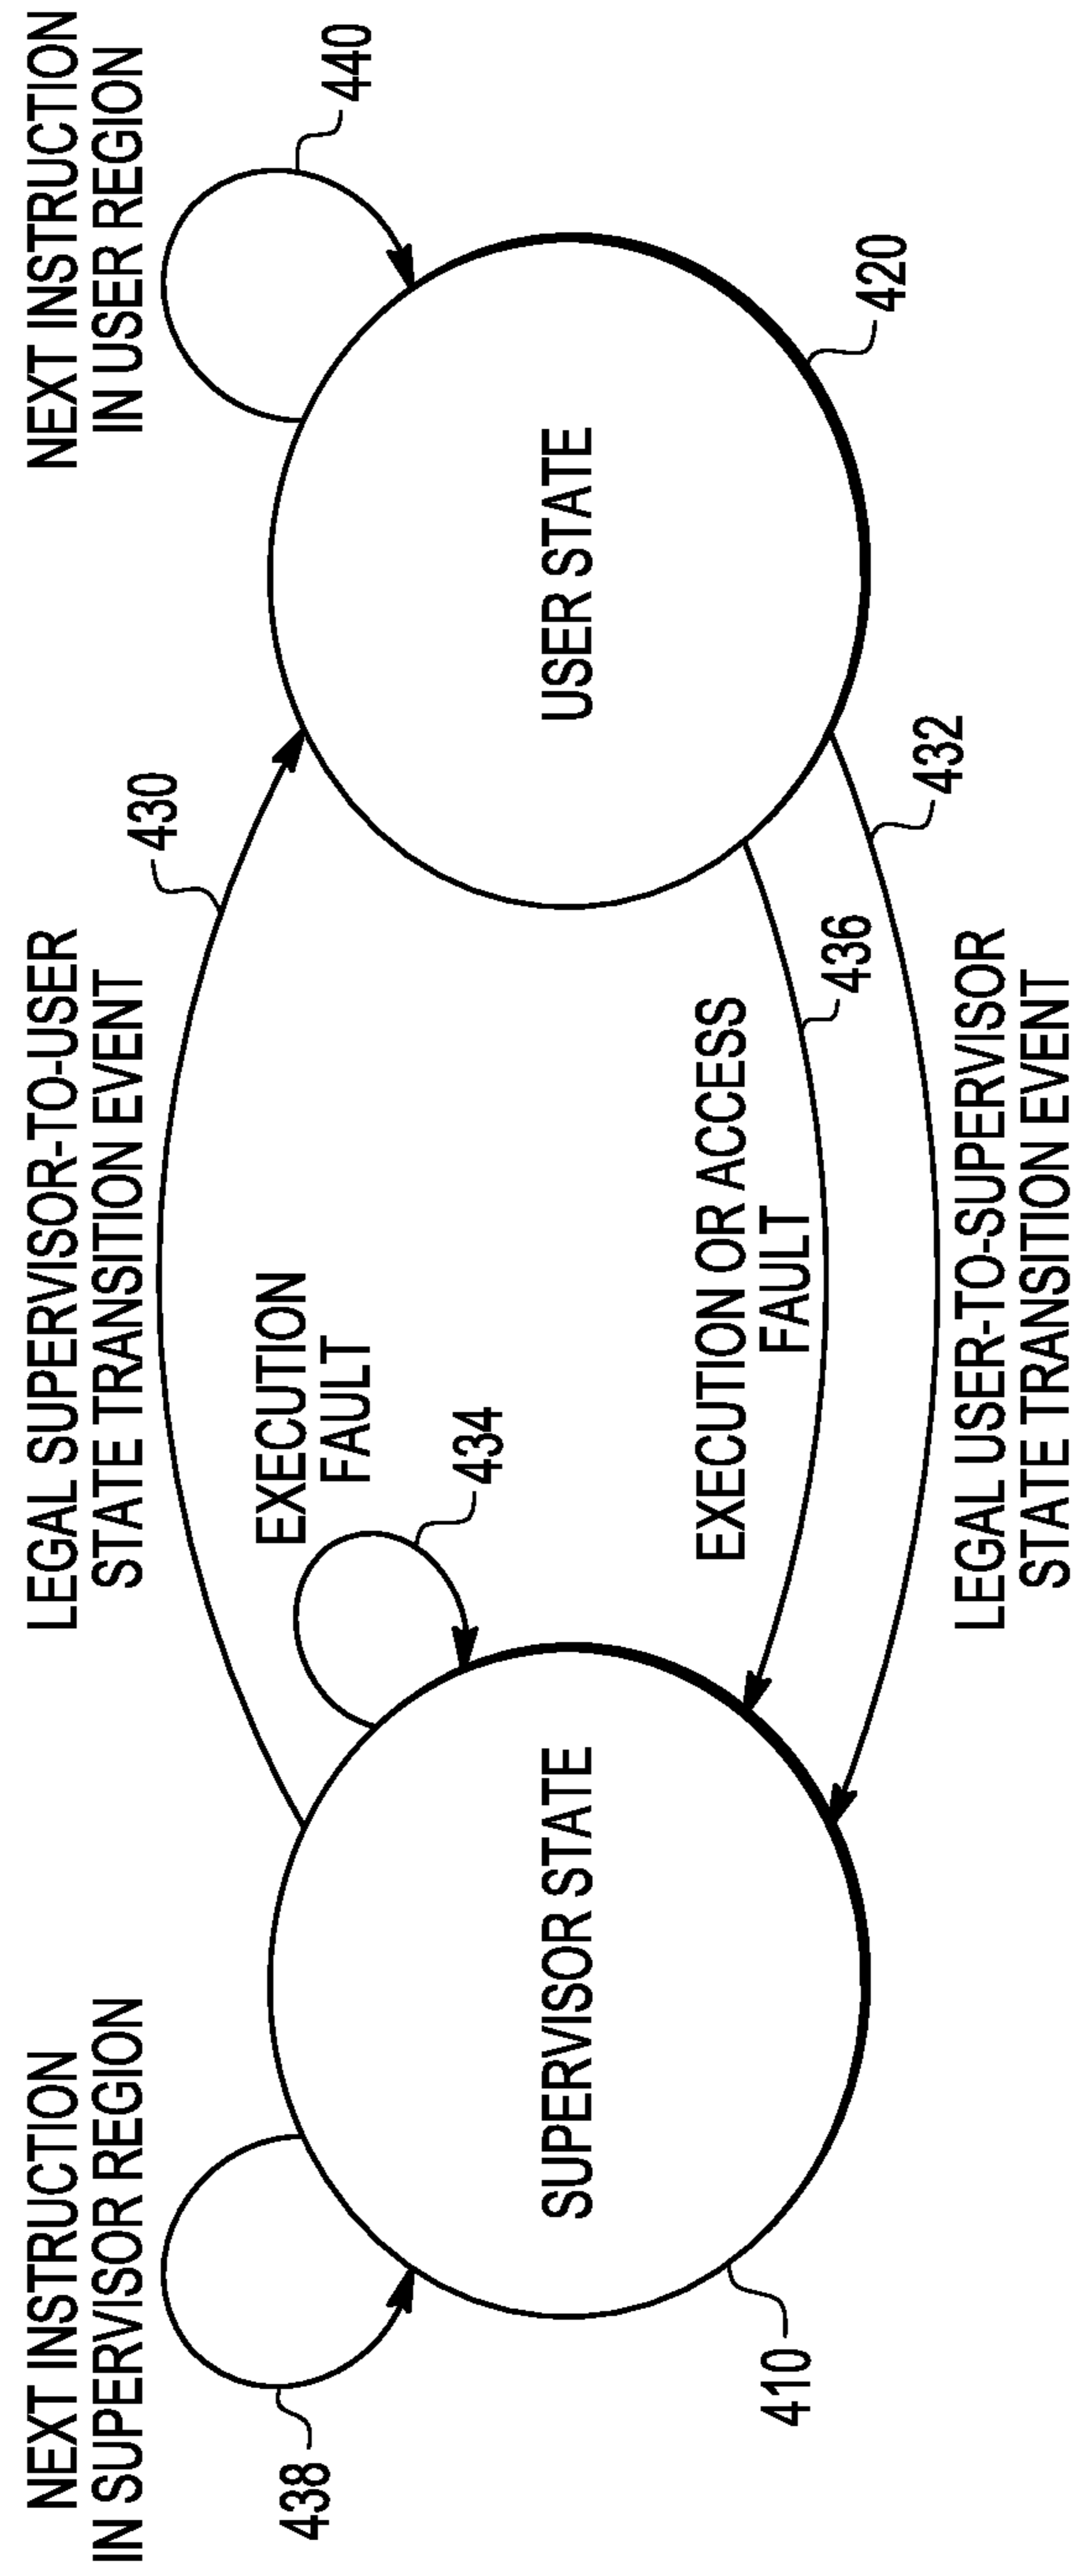 NEXT INSTRUCTION
IN SUPERVISOR REGION
438
LEGAL SUPERVISOR-TO-USER
STATE TRANSITION EVENT
430
NEXT INSTRUCTION
IN USER REGION
440
EXECUTION
FAULT
434
SUPERVISOR STATE
410
USER STATE
420
EXECUTION OR ACCESS
FAULT
436
432
LEGAL USER-TO-SUPERVISOR
STATE TRANSITION EVENT